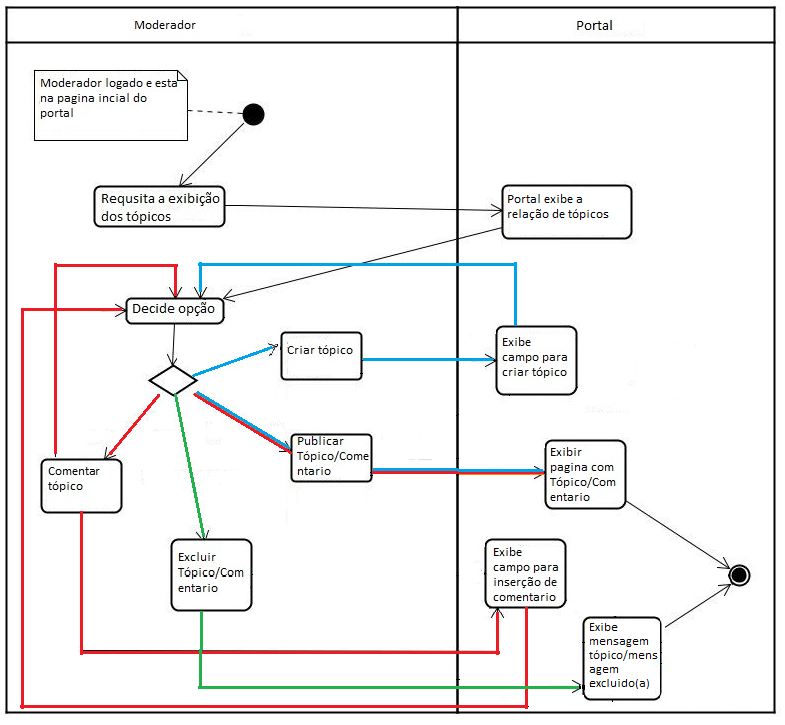 Moderador
Portal
Moderador logado e esta
na pagina incial do
portal
Requsita a exibição
dos tópicos
Portal exibe a
relação de tópicos
Decide opção
Criar tópico
Exibe
campo para
criar tópico
Publicar
Tópico/Come
ntario
Exibir
pagina com
Tópico/Com
entario
Comentar
tópico
Excluir
Tópico/Com
entario
Exibe
campo para
inserção de
comentario
Exibe
mensagem
tópico/mens
agem
excluido(a)